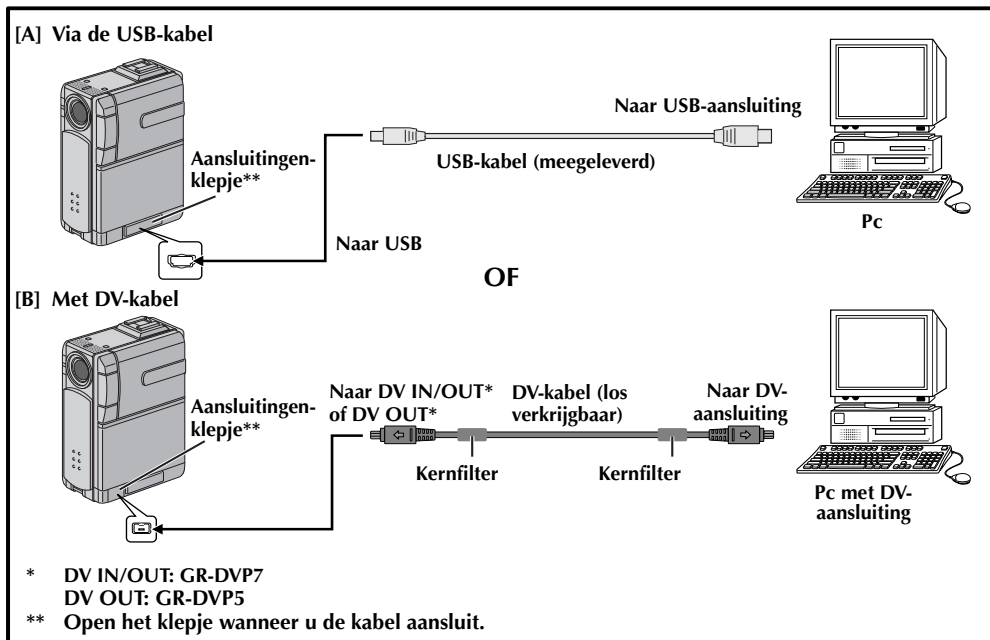 [A] Via de USB-kabel
Naar USB-aansluiting
Aansluitingen-
klepje**
USB-kabel (meegeleverd)
Pc
Naar USB
OF
[B] Met DV-kabel
Naar DV IN/OUT*
of DV OUT*
DV-kabel (los
verkrijgbaar)
Naar DV-
aansluiting
Aansluitingen-
klepje**
Kernfilter
Kernfilter
Pc met DV-
aansluiting
* DV IN/OUT: GR-DVP7
DV OUT: GR-DVP5
** Open het klepje wanneer u de kabel aansluit.